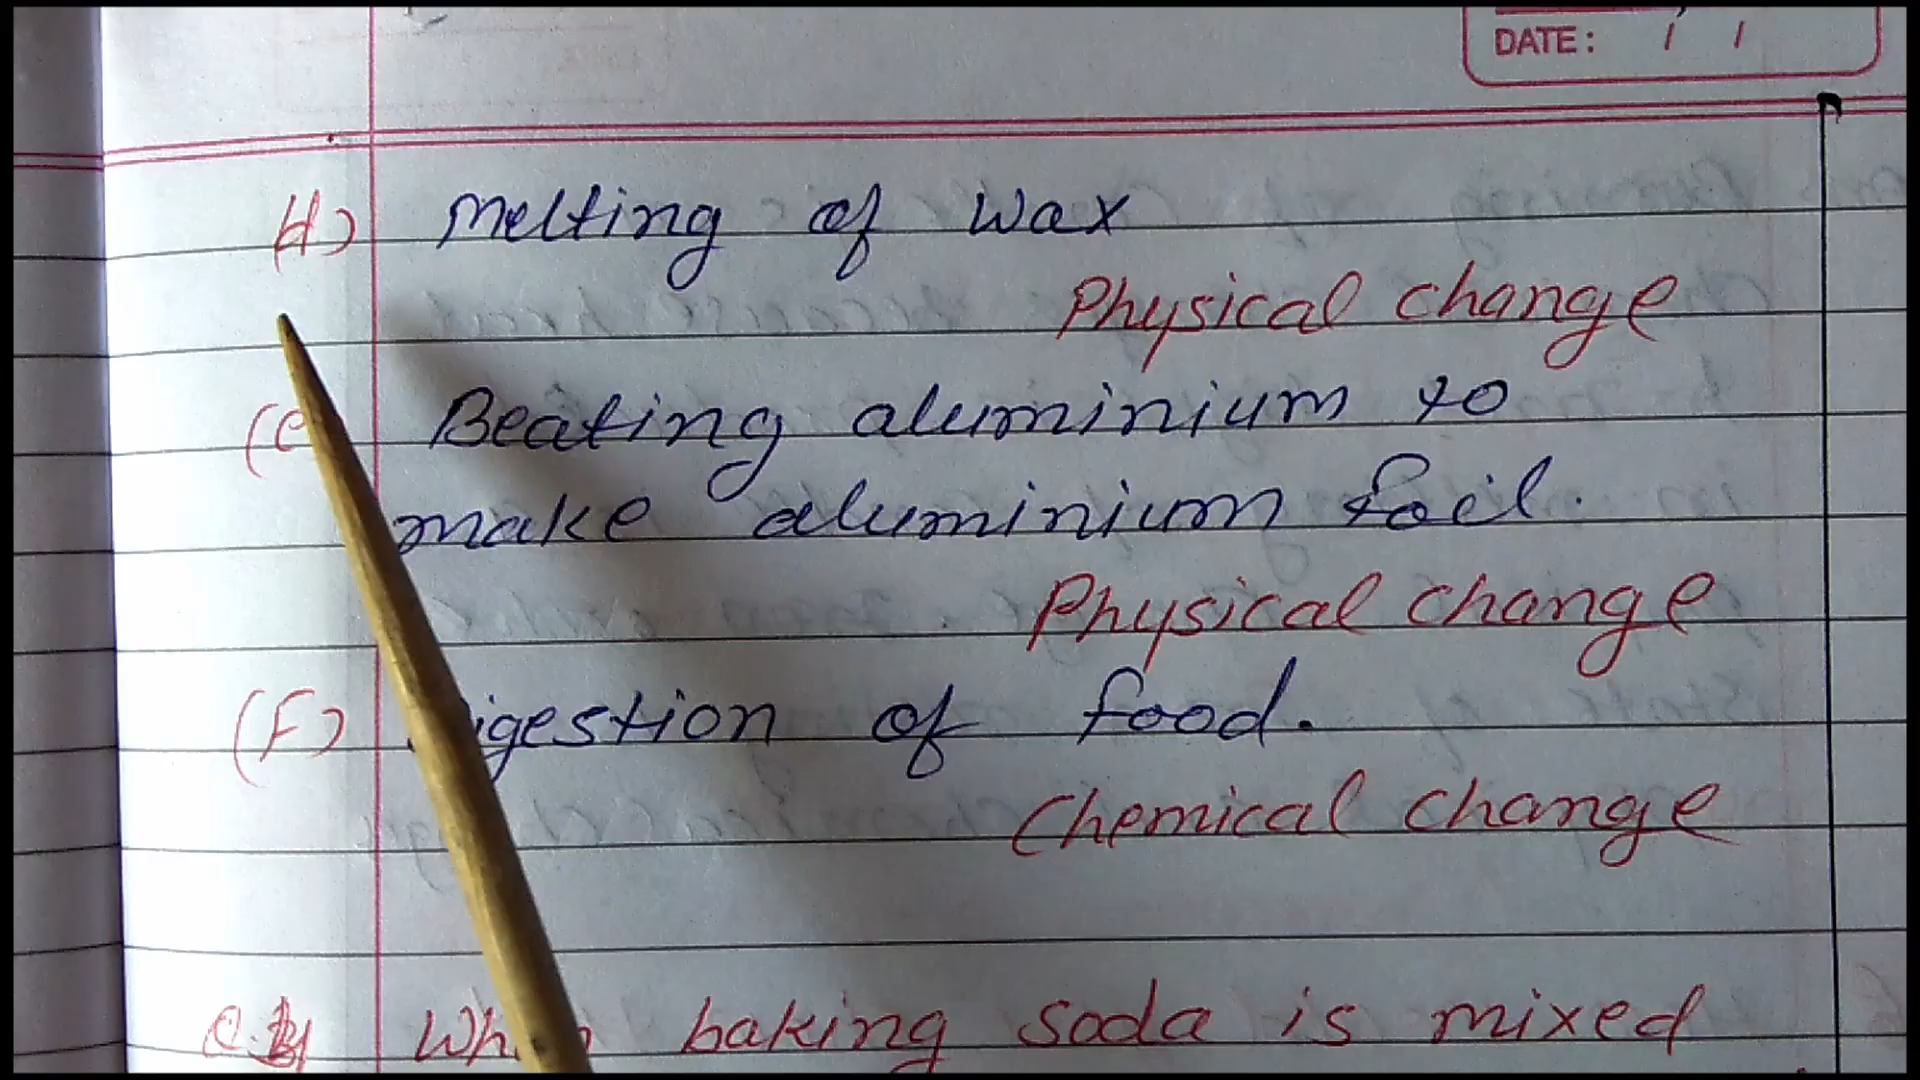 DATE: / /
H) Melting of wax
Physical change
(e Beating aluminium to
make aluminium foil.
Physical change
(F) igestion of food.
Chemical change
Wh baking soda is mixed